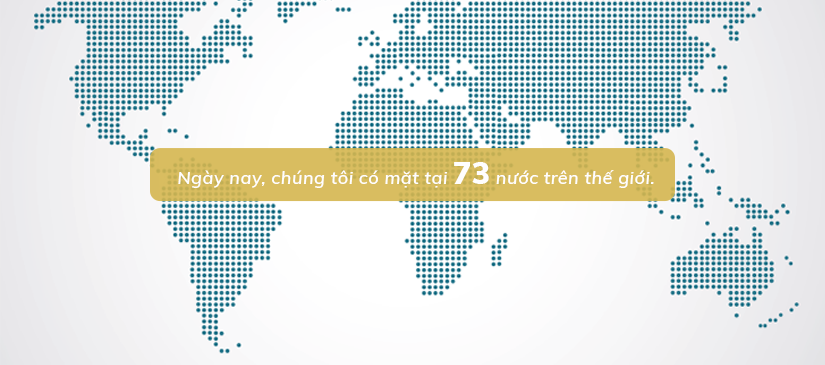 Ngày nay, chúng tôi có mặt tại 73 nước trên thế giới.